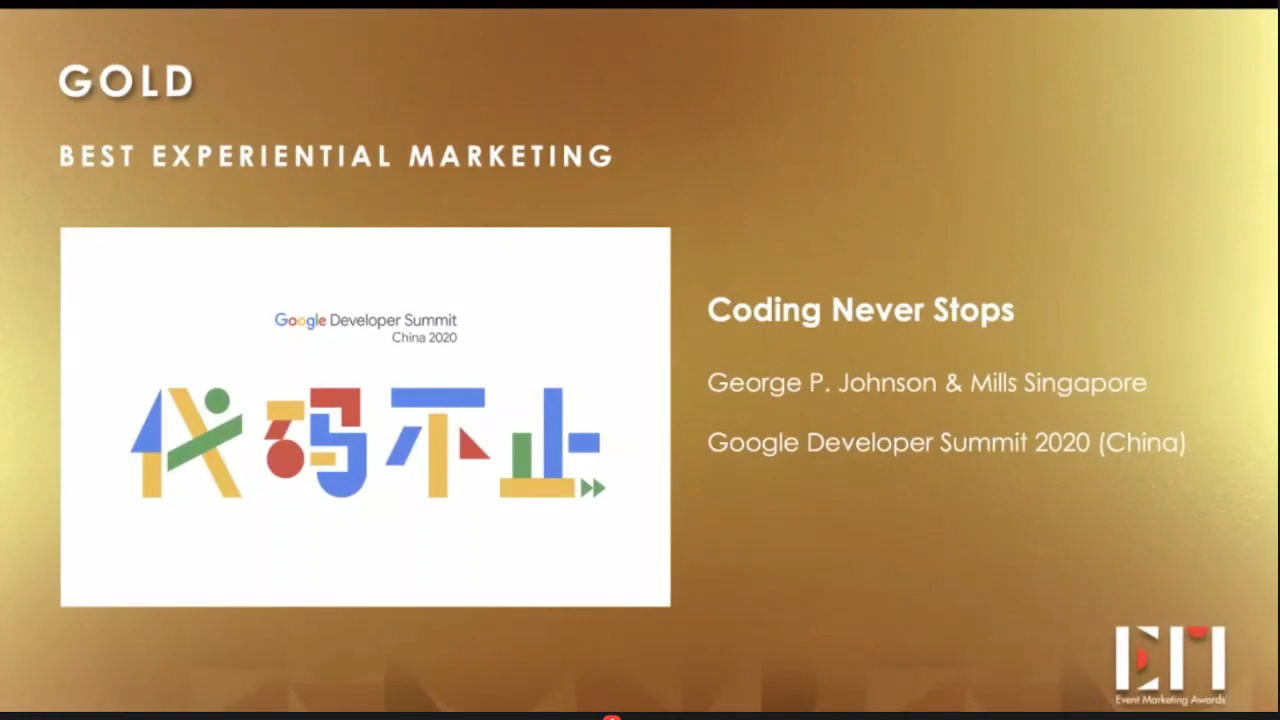 GOLD
BEST EXPERIENTIAL MARKETING
Google Developer Summit
China 2020
代码不止
Coding Never Stops
George P. Johnson & Mills Singapore
Google Developer Summit 2020 (China)
EM
Event Marketing Awards